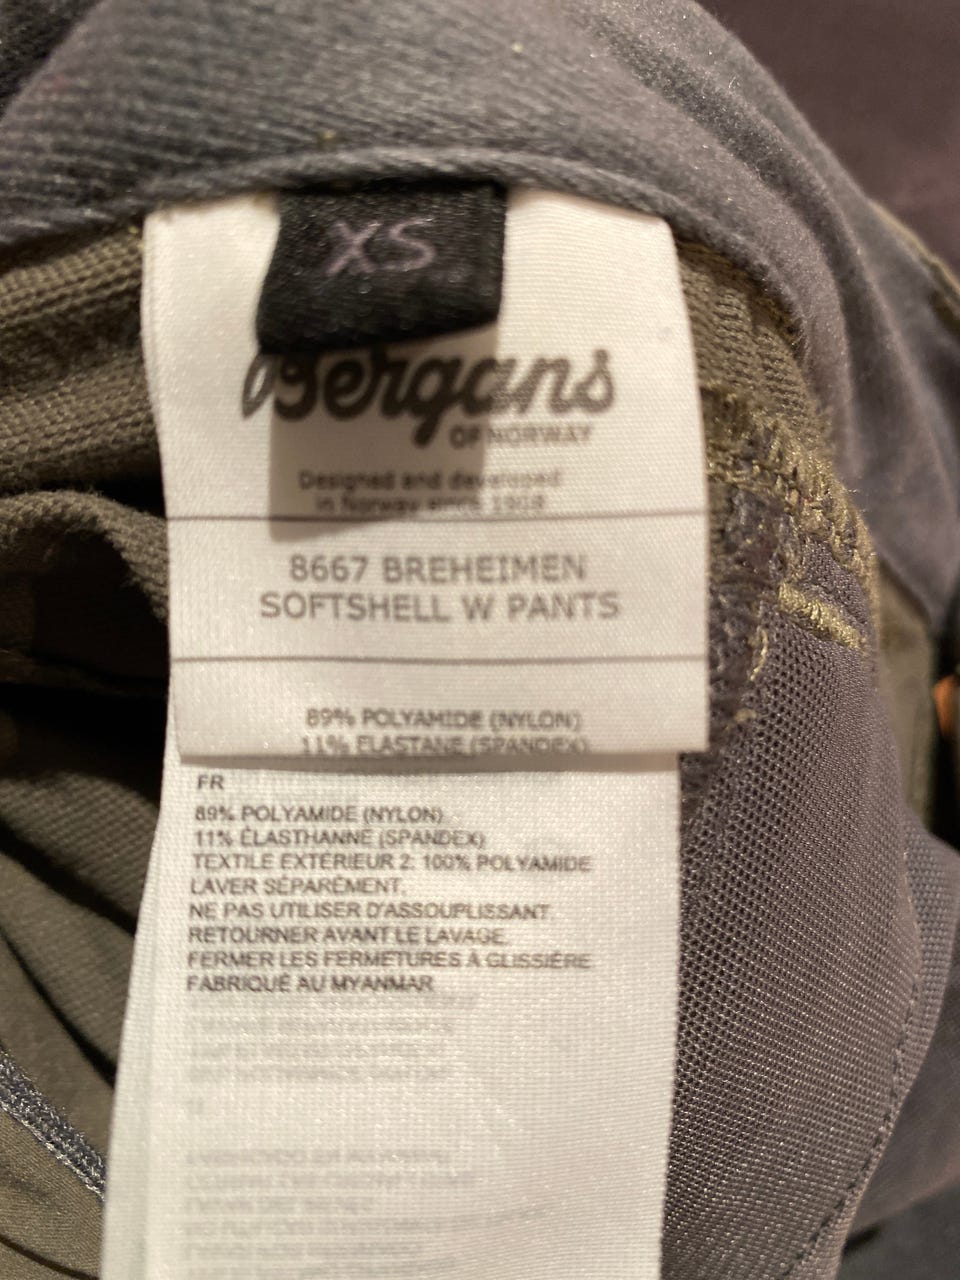 XS
Bergans
OF NORWAY
Designed and developed
in Norway since 1908
8667 BREHEIMEN
SOFTSHELL W PANTS
89% POLYAMIDE (NYLON)
11% ELASTANE (SPANDEX)
FR
89% POLYAMIDE (NYLON)
11% ÉLASTHANNE (SPANDEX)
TEXTILE EXTÉRIEUR 2: 100% POLYAMIDE
LAVER SÉPARÉMENT.
NE PAS UTILISER D'ASSOUPLISSANT.
RETOURNER AVANT LE LAVAGE.
FERMER LES FERMETURES À GLISSIÈRE
FABRIQUÉ AU MYANMAR